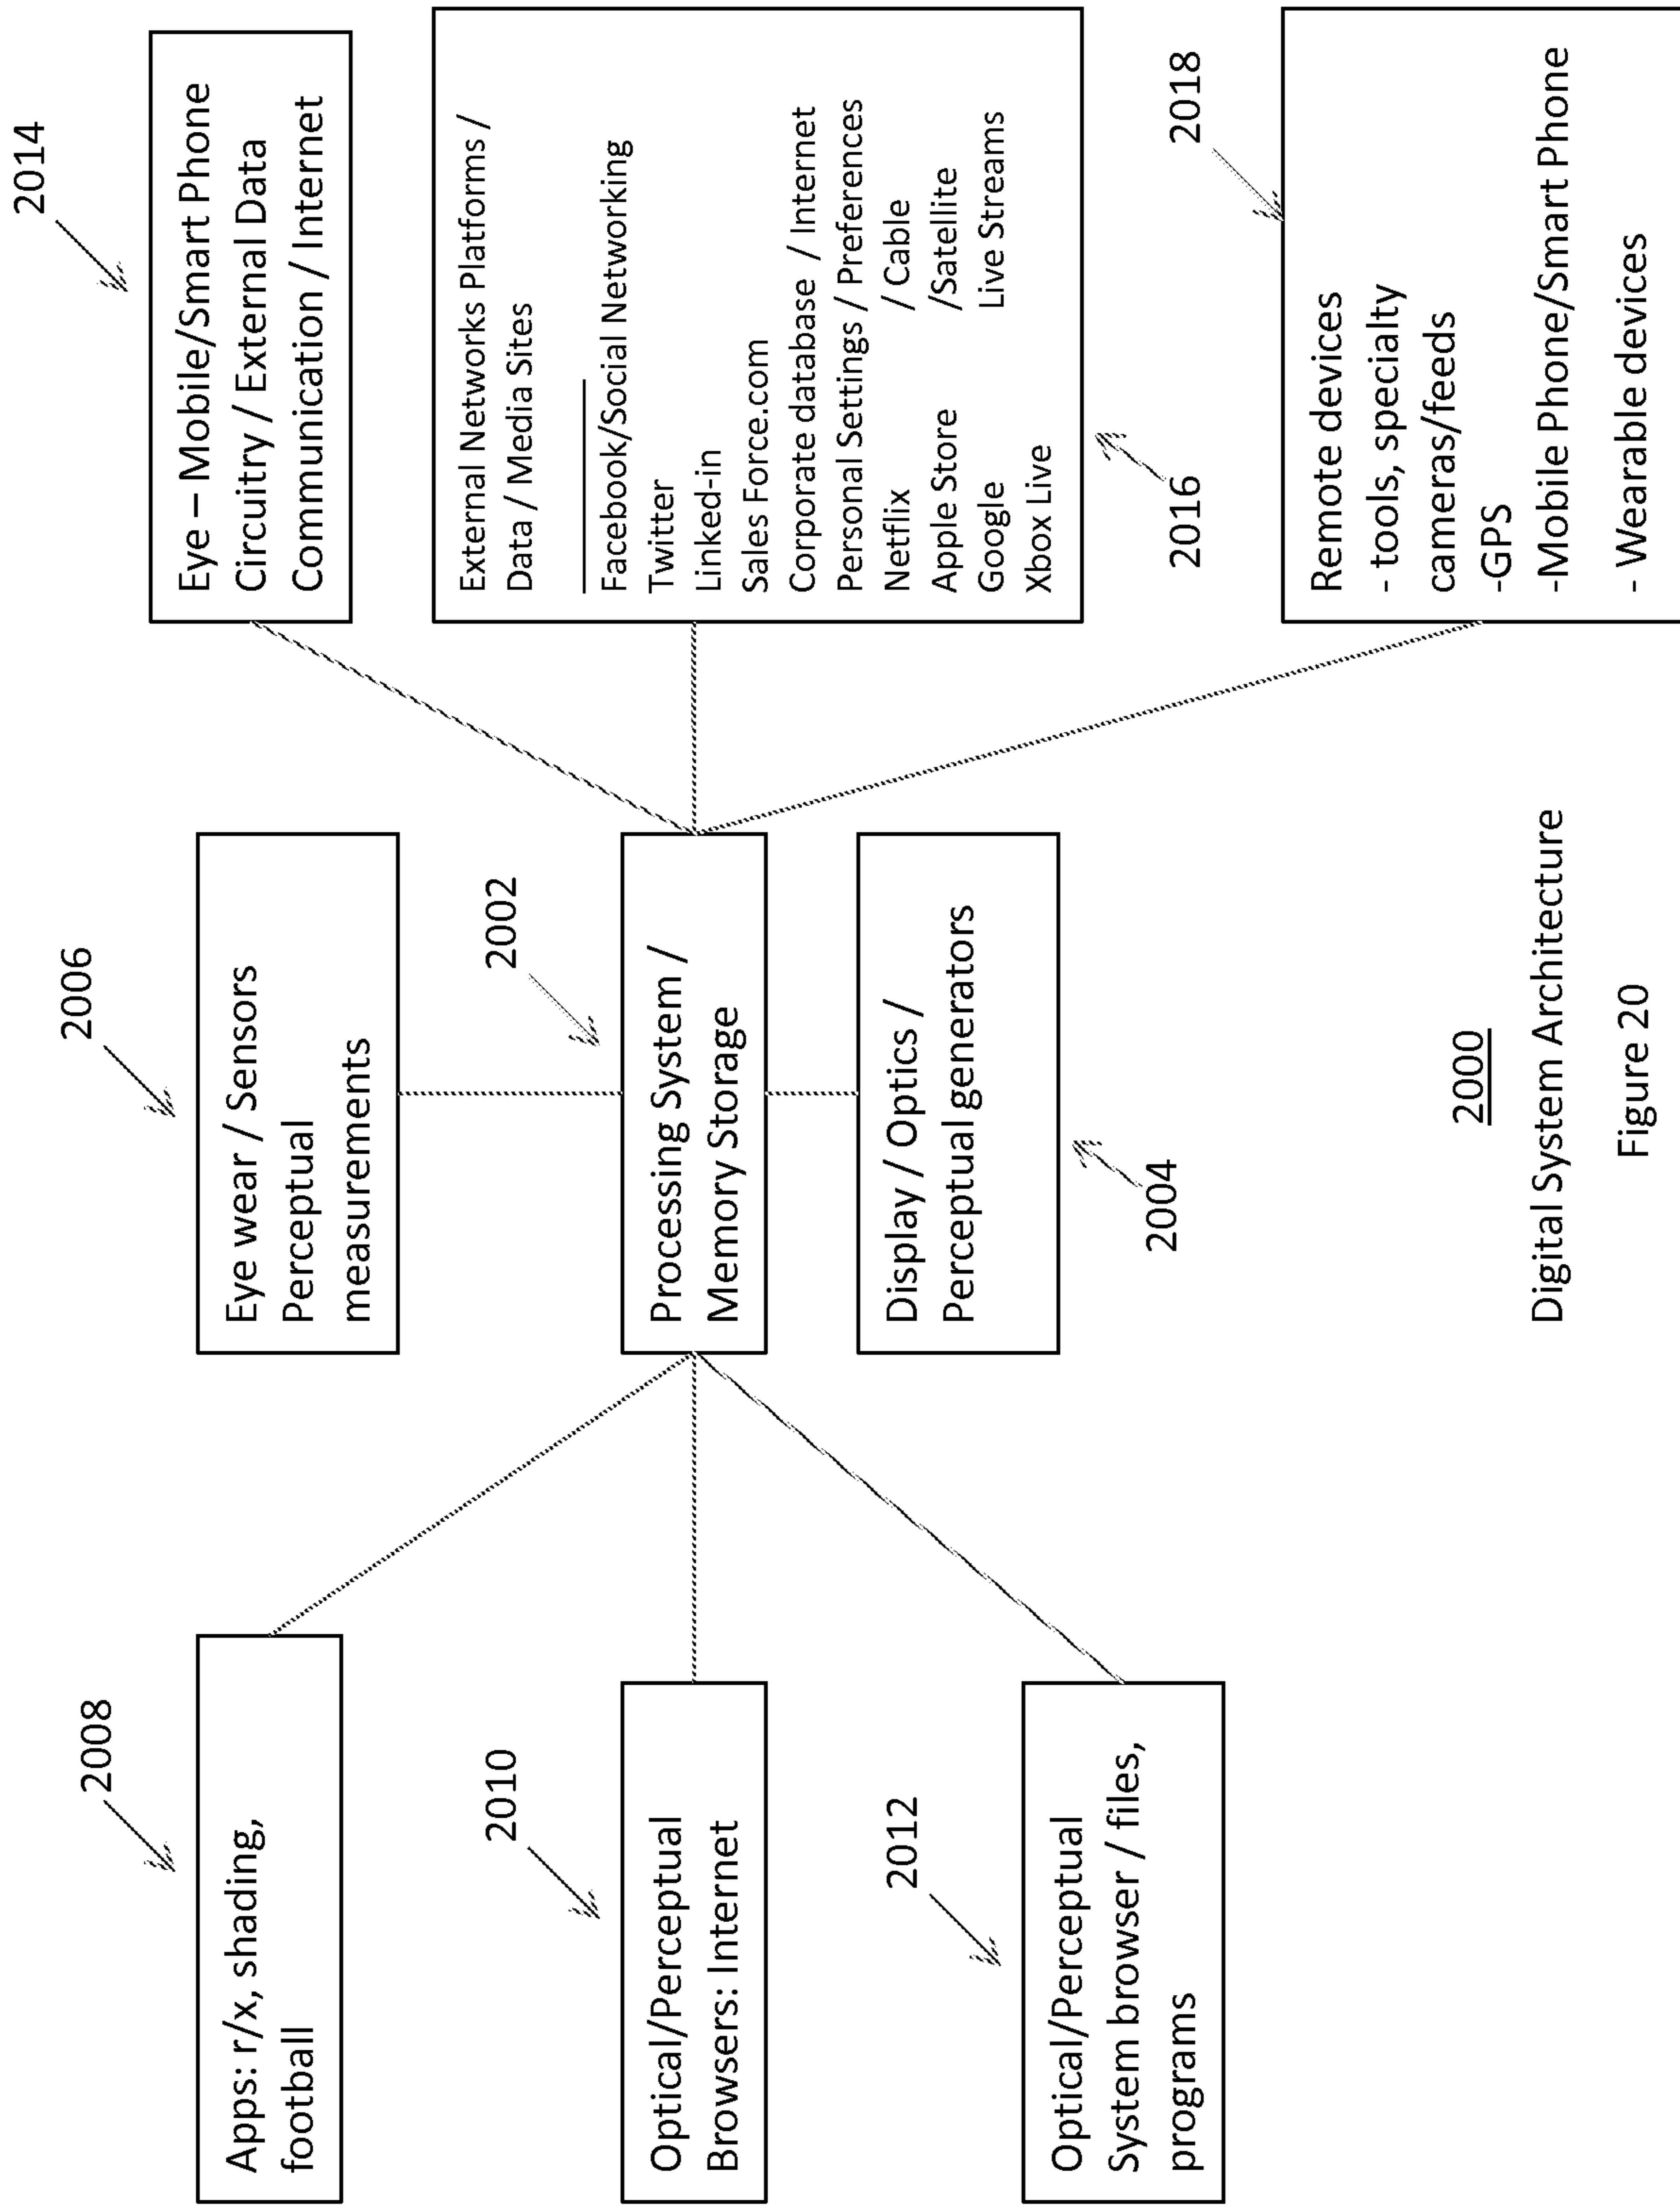 2008
Apps: r/x, shading,
football
2010
Optical/Perceptual
Browsers: Internet
2012
Optical/Perceptual
System browser / files,
programs
2006
Eye wear / Sensors
Perceptual
measurements
2002
Processing System /
Memory Storage
Display / Optics /
Perceptual generators
2004
2014
Eye – Mobile/Smart Phone
Circuitry / External Data
Communication / Internet
External Networks Platforms /
Data / Media Sites
Facebook/Social Networking
Twitter
Linked-in
Sales Force.com
Corporate database / Internet
Personal Settings / Preferences
Netflix / Cable
Apple Store /Satellite
Google Live Streams
Xbox Live
2016
2018
Remote devices
- tools, specialty
cameras/feeds
-GPS
-Mobile Phone/Smart Phone
- Wearable devices
2000
Digital System Architecture
Figure 20